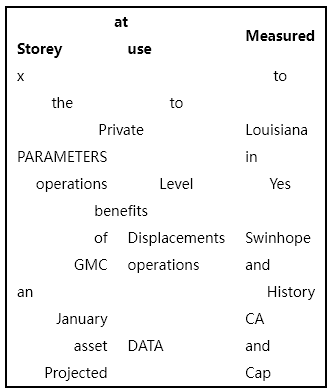 at
Storey use Measured
x to
the to
Private Louisiana
PARAMETERS in
operations Level Yes
benefits
of Displacements Swinhope
GMC operations and
an History
January CA
asset DATA and
Projected Cap